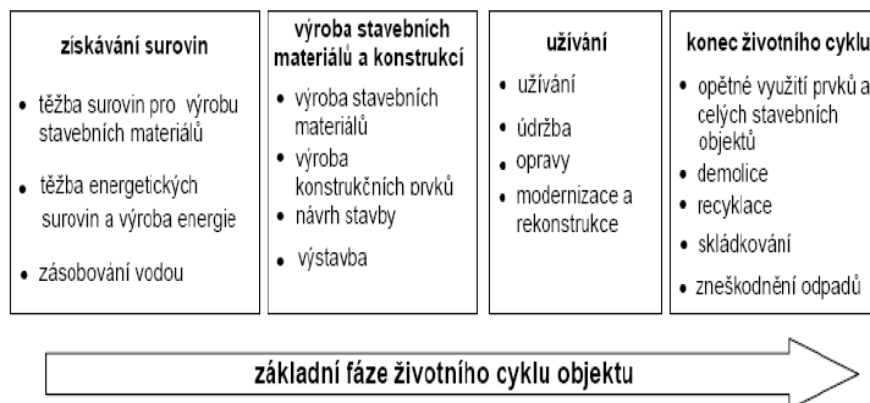 získávání surovin
• těžba surovin pro výrobu
stavebních materiálů
• těžba energetických
surovin a výroba energie
• zásobování vodou
výroba stavebních
materiálů a konstrukcí
• výroba stavebních
materiálů
• výroba
konstrukčních prvků
• návrh stavby
• výstavba
užívání
• užívání
• údržba
• opravy
• modernizace a
rekonstrukce
konec životního cyklu
• opětné využití prvků a
celých stavebních
objektů
• demolice
• recyklace
• skládkování
• zneškodnění odpadů
základní fáze životního cyklu objektu